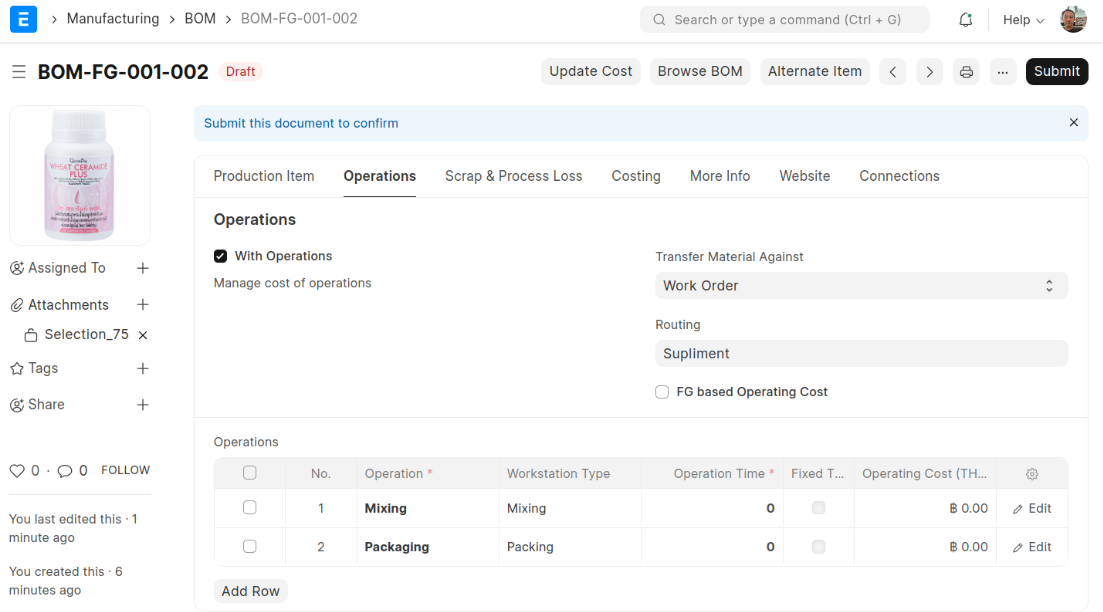 E
Manufacturing
BOM
BOM-FG-001-002
Search or type a command (Ctrl + G)
Help
BOM-FG-001-002
Draft
Update Cost
Browse BOM
Alternate Item
...
Submit
WHEAT CERAMIDE
PLUS
Submit this document to confirm
Production Item
Operations
Scrap & Process Loss
Costing
More Info
Website
Connections
Assigned To
Attachments
Selection_75
Tags
Share
0 · 0 FOLLOW
You last edited this · 1
minute ago
You created this · 6
minutes ago
Operations
With Operations
Manage cost of operations
Transfer Material Against
Work Order
Routing
Supliment
FG based Operating Cost
Operations
No. Operation * Workstation Type Operation Time * Fixed T... Operating Cost (TH...
1 Mixing Mixing 0 ฿ 0.00 Edit
2 Packaging Packing 0 ฿ 0.00 Edit
Add Row